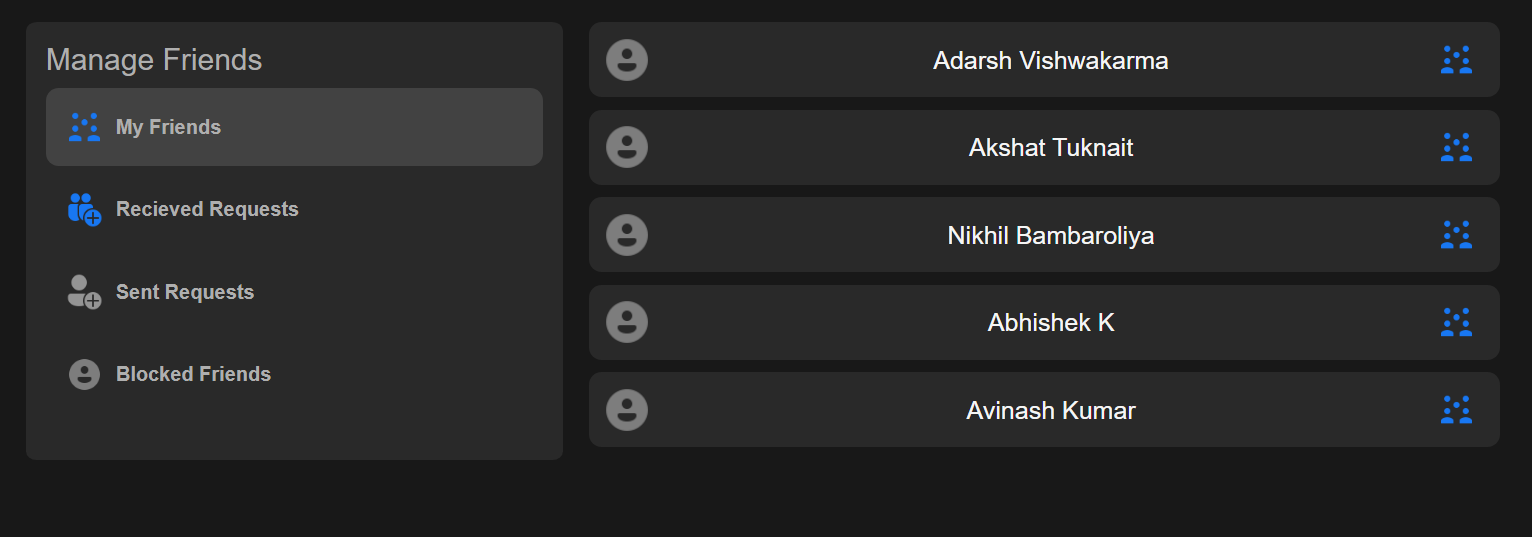 Manage Friends
My Friends
Recieved Requests
Sent Requests
Blocked Friends
Adarsh Vishwakarma
Akshat Tuknait
Nikhil Bambaroliya
Abhishek K
Avinash Kumar